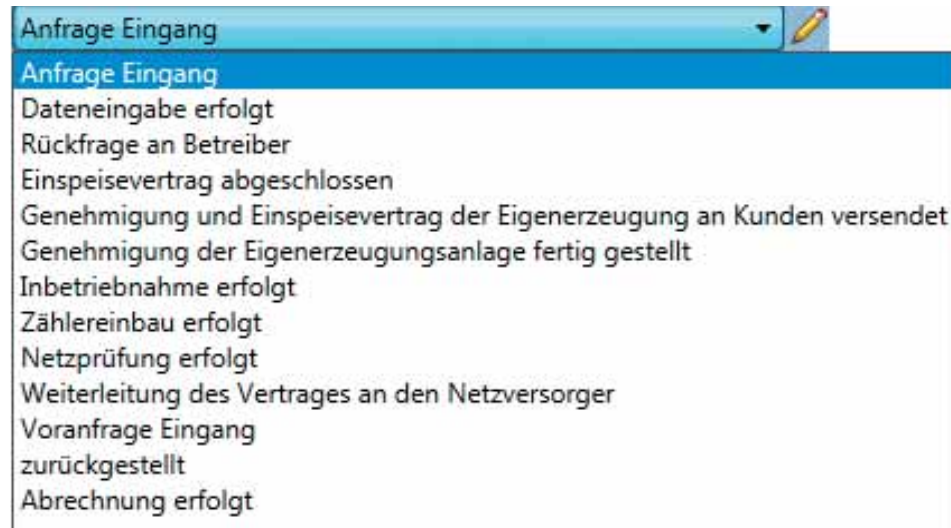 Anfrage Eingang
Anfrage Eingang
Dateneingabe erfolgt
Rückfrage an Betreiber
Einspeisevertrag abgeschlossen
Genehmigung und Einspeisevertrag der Eigenerzeugung an Kunden versendet
Genehmigung der Eigenerzeugungsanlage fertig gestellt
Inbetriebnahme erfolgt
Zählereinbau erfolgt
Netzprüfung erfolgt
Weiterleitung des Vertrages an den Netzversorger
Voranfrage Eingang
zurückgestellt
Abrechnung erfolgt